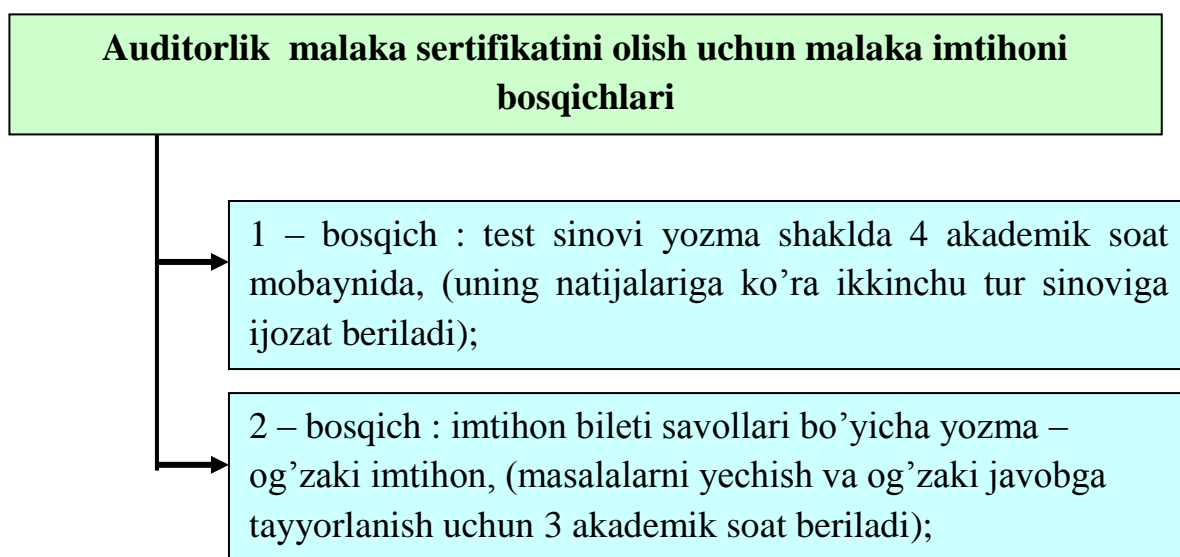 Auditorlik malaka sertifikatini olish uchun malaka imtihoni
bosqichlari
1 – bosqich : test sinovi yozma shaklda 4 akademik soat
mobaynida, (uning natijalariga ko’ra ikkinchu tur sinoviga
ijozat beriladi);
2 – bosqich : imtihon bileti savollari bo’yicha yozma –
og’zaki imtihon, (masalalarni yechish va og’zaki javobga
tayyorlanish uchun 3 akademik soat beriladi);